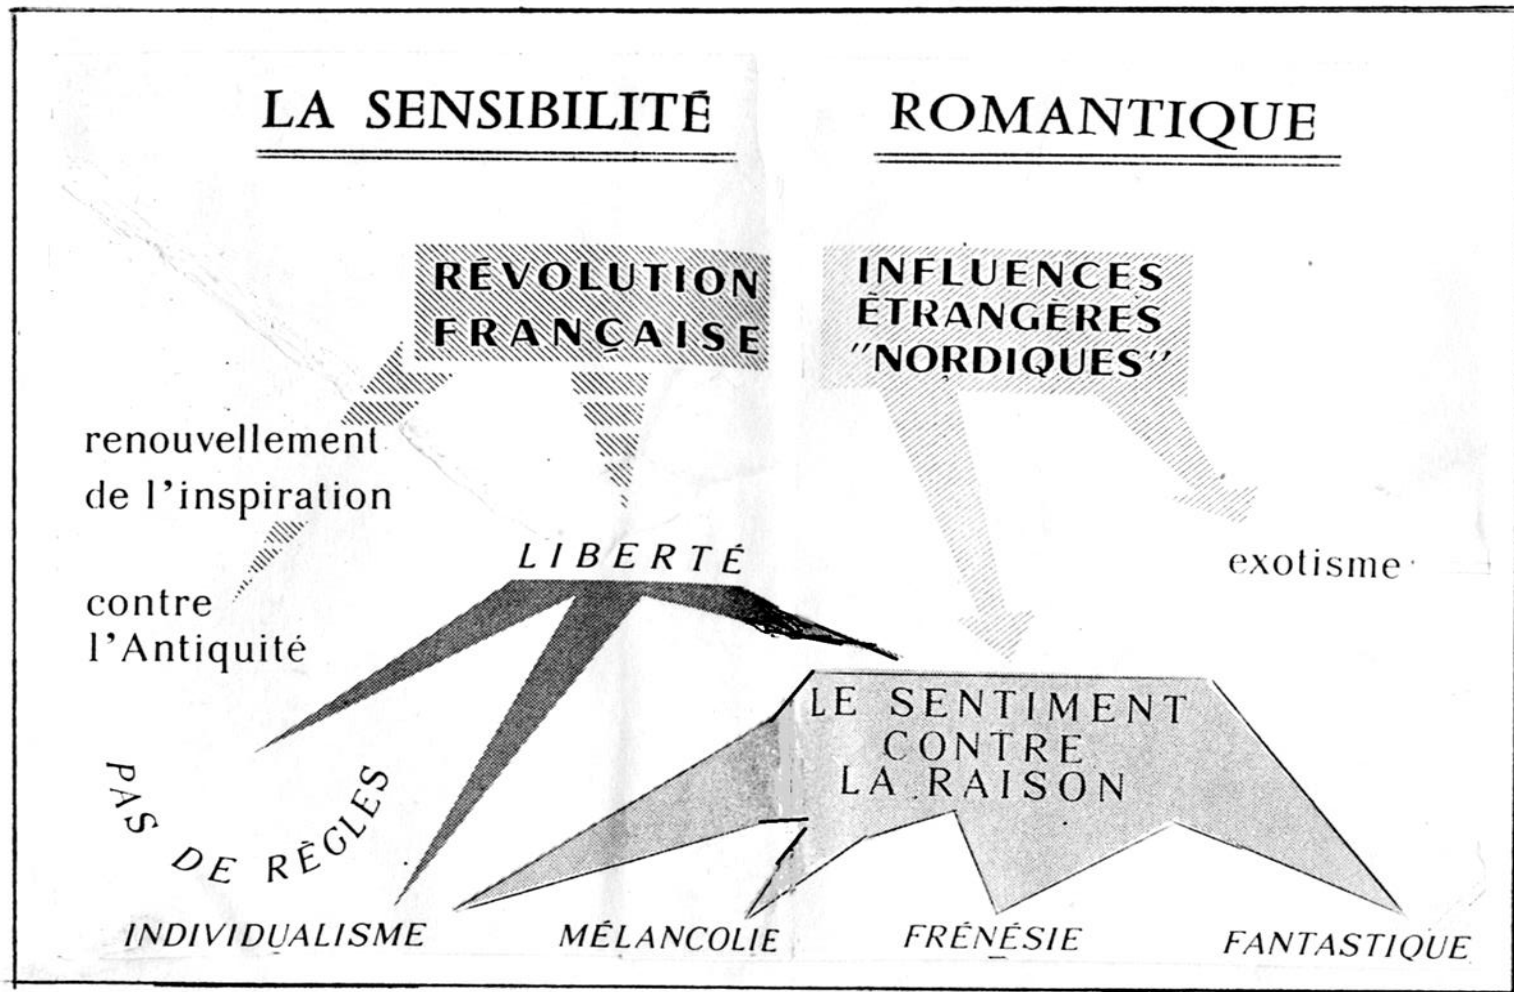 LA SENSIBILITÉ ROMANTIQUE
RÉVOLUTION
FRANÇAISE
INFLUENCES
ÉTRANGÈRES
"NORDIQUES"
renouvellement
de l'inspiration
contre
l'Antiquité
LIBERTÉ
exotisme
LE SENTIMENT
CONTRE
LA RAISON
PAS DE RÈGLES
INDIVIDUALISME
MÉLANCOLIE
FRÉNÉSIE
FANTASTIQUE